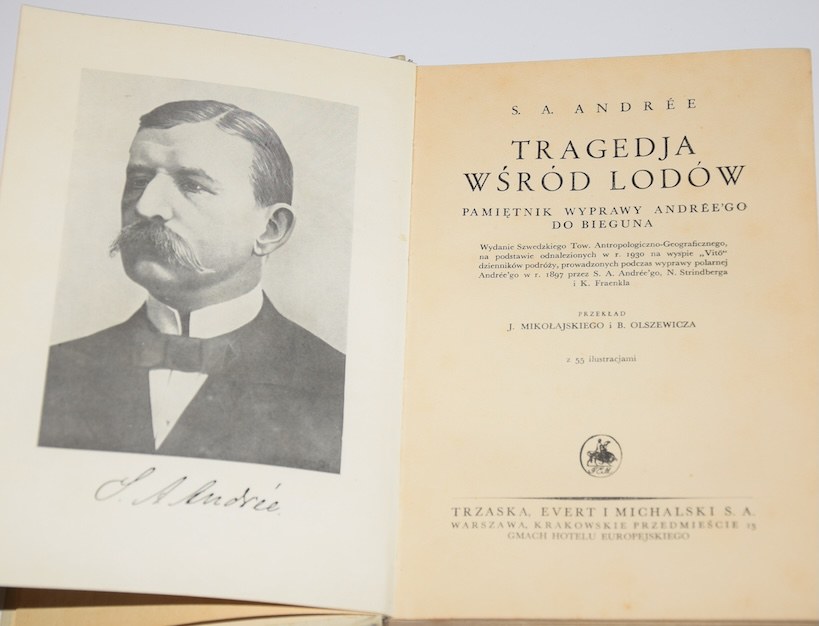 S. A. Andrée
S. A. ANDRÉE
TRAGEDJA
WŚRÓD LODÓW
PAMIĘTNIK WYPRAWY ANDRÉE'GO
DO BIEGUNA
Wydanie Szwedzkiego Tow. Antropologiczno-Geograficznego,
na podstawie odnalezionych w r. 1930 na wyspie „Vitö”
dzienników podróży, prowadzonych podczas wyprawy polarnej
Andrée'go w r. 1897 przez S. A. Andrée'go, N. Strindberga
i K. Fraenkla
PRZEKŁAD
J. MIKOŁAJSKIEGO i B. OLSZEWICZA
z 55 ilustracjami
TRZASKA, EVERT I MICHALSKI S. A.
WARSZAWA, KRAKOWSKIE PRZEDMIEŚCIE 13
GMACH HOTELU EUROPEJSKIEGO